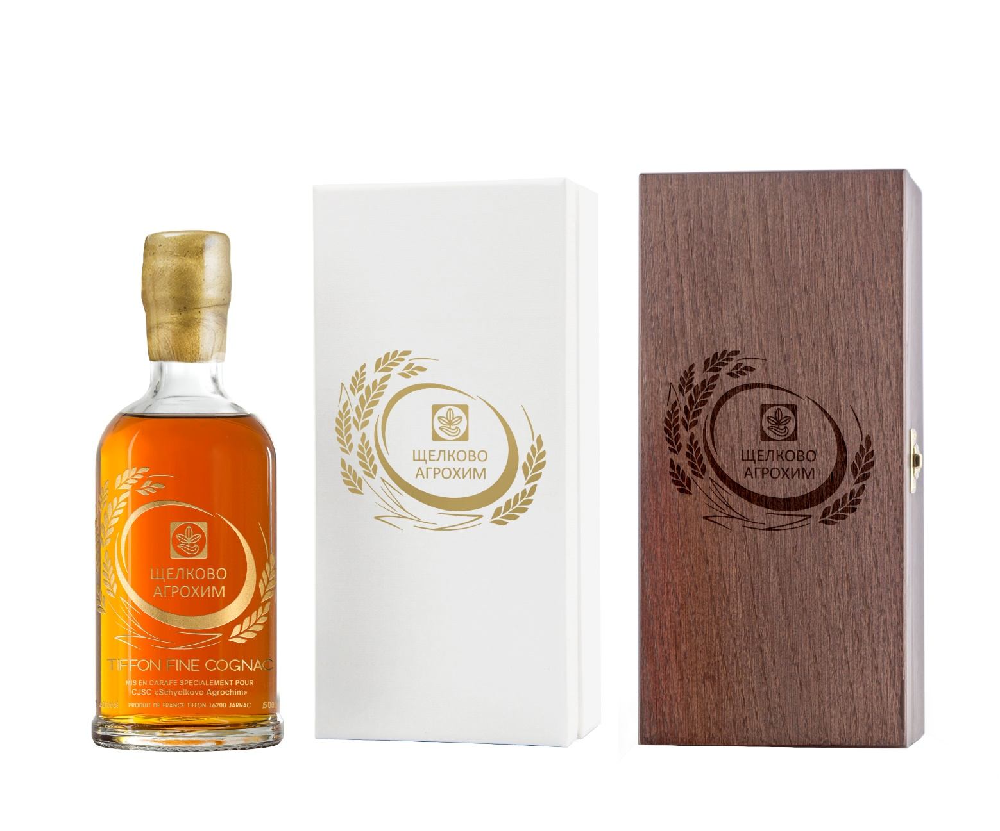 ЩЕЛКОВО
АГРОХИМ
TIFFON FINE COGNAC
MIS EN CARAFE SPECIALEMENT POUR
CJSC «Schyolkovo Agrochim»
PRODUIT DE FRANCE TIFFON 16200 JARNAC
ЩЕЛКОВО
АГРОХИМ
ЩЕЛКОВО
АГРОХИМ